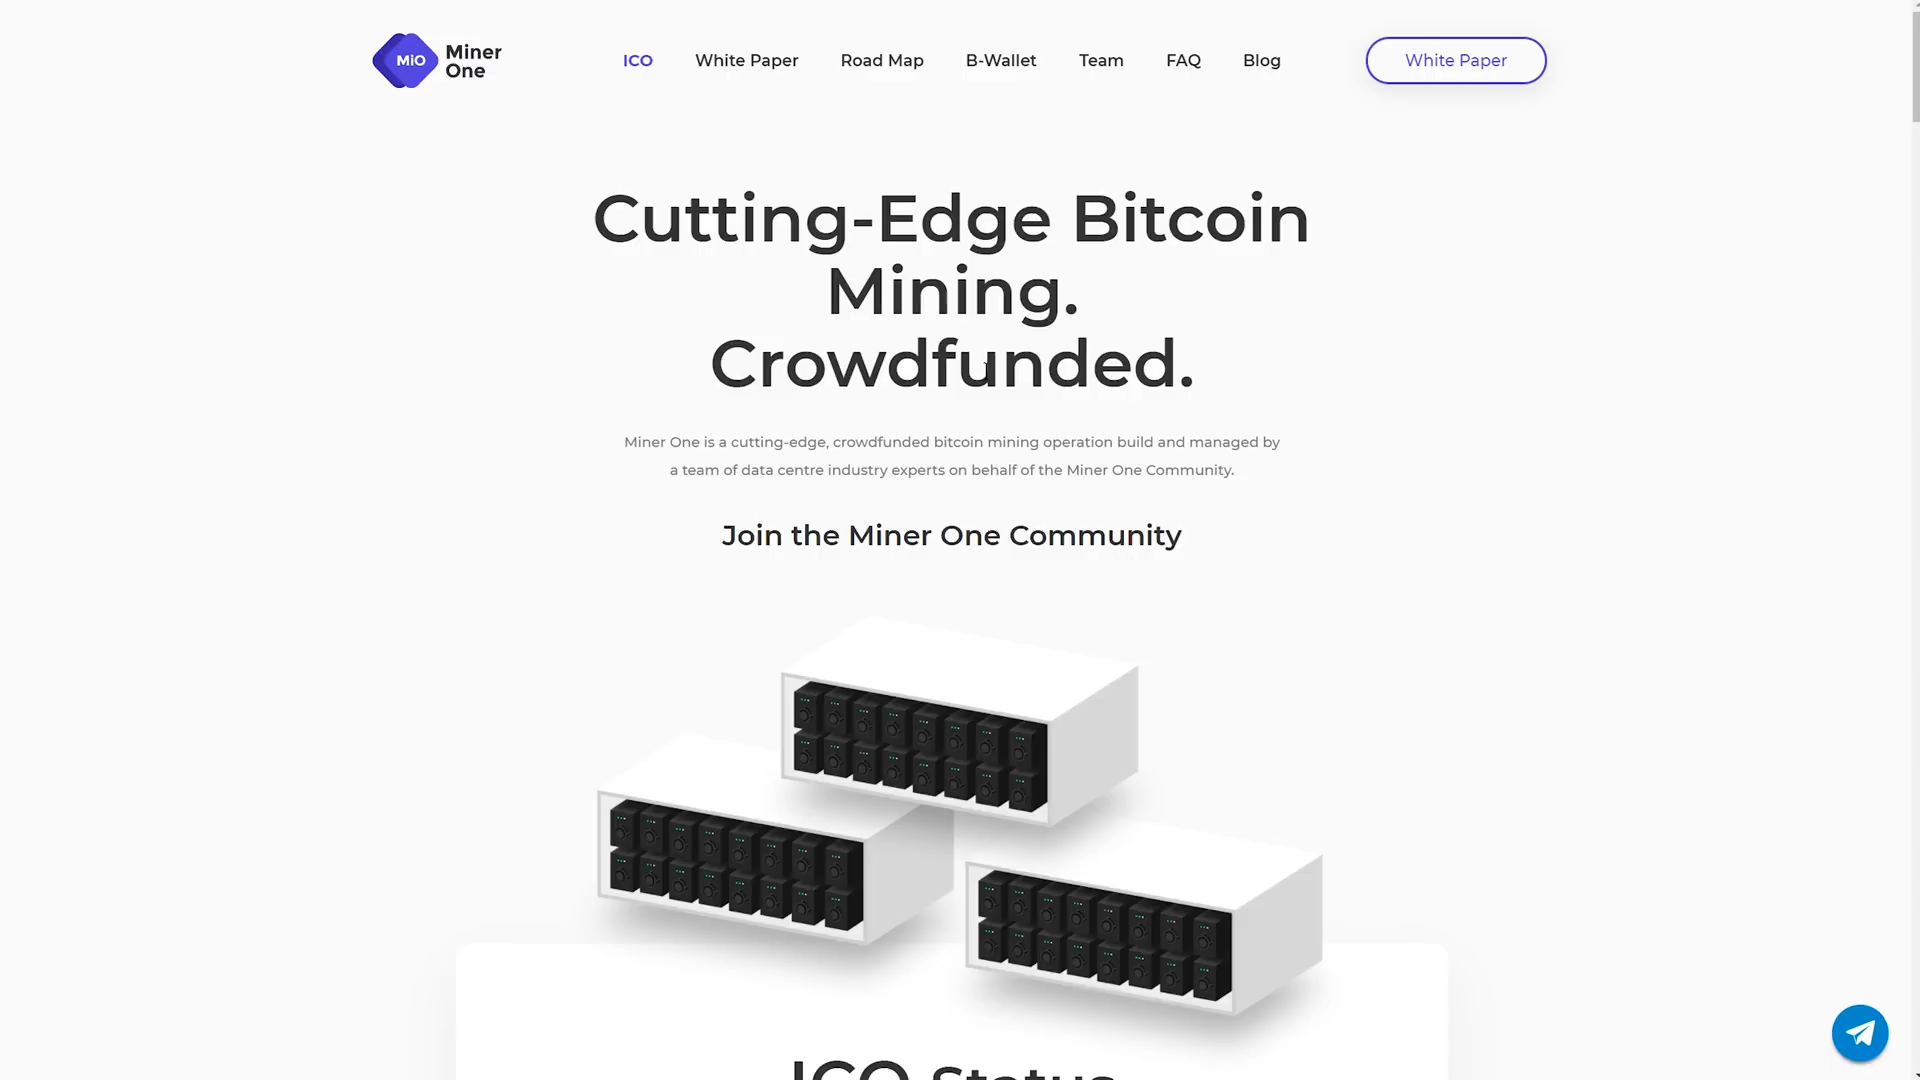 MiO Miner One
ICO White Paper Road Map B-Wallet Team FAQ Blog White Paper
Cutting-Edge Bitcoin
Mining.
Crowdfunded.
Miner One is a cutting-edge, crowdfunded bitcoin mining operation build and managed by
a team of data centre industry experts on behalf of the Miner One Community.
Join the Miner One Community
ICO Status